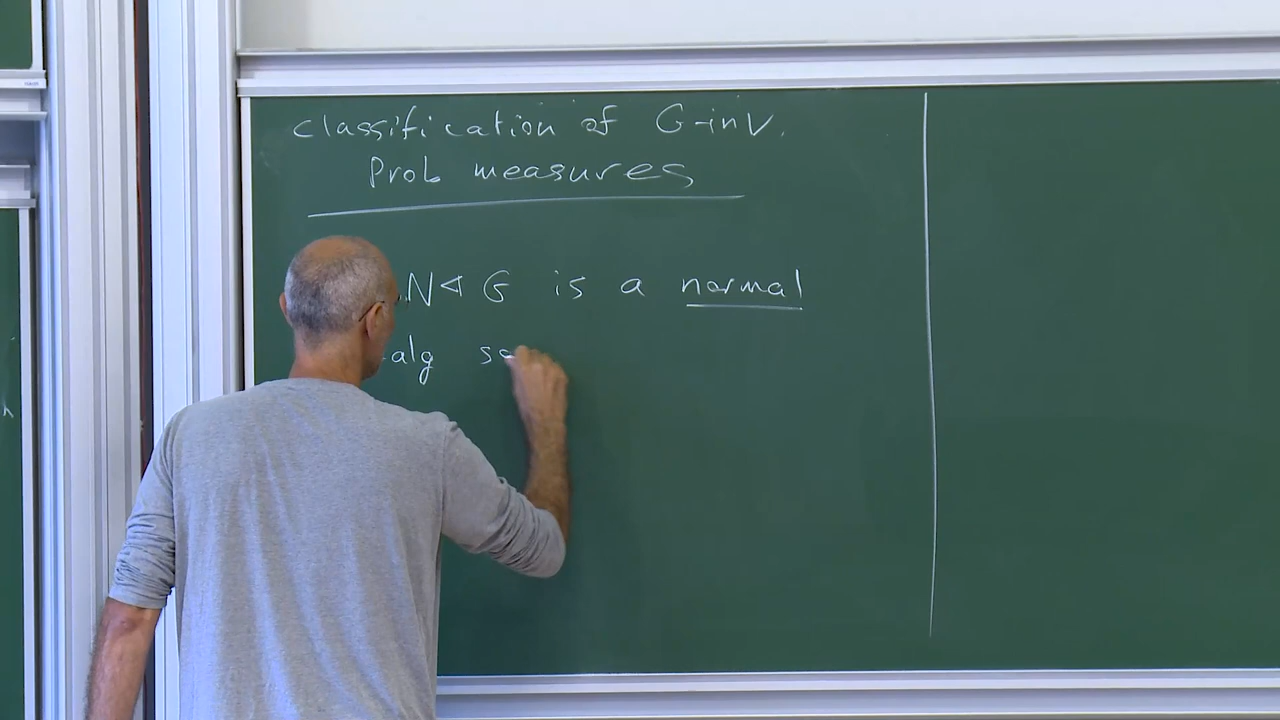 classification of G-inv.
Prob measures
N ◁ G is a normal
alg